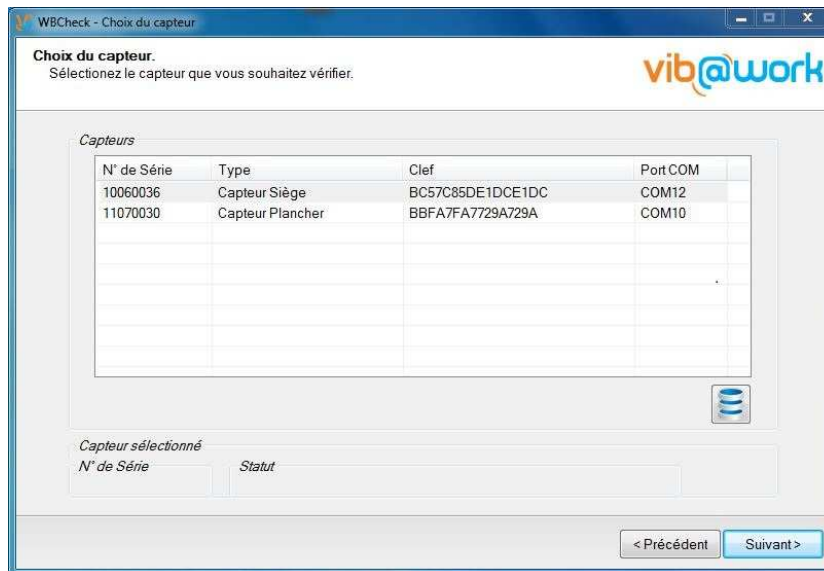 WBCheck - Choix du capteur
Choix du capteur.
Sélectionez le capteur que vous souhaitez vérifier.
vib@work
Capteurs
N° de Série Type Clef Port COM
10060036 Capteur Siège BC57C85DE1DCE1DC COM12
11070030 Capteur Plancher BBFA7FA7729A729A COM10
Capteur sélectionné
N° de Série Statut
< Précédent Suivant >